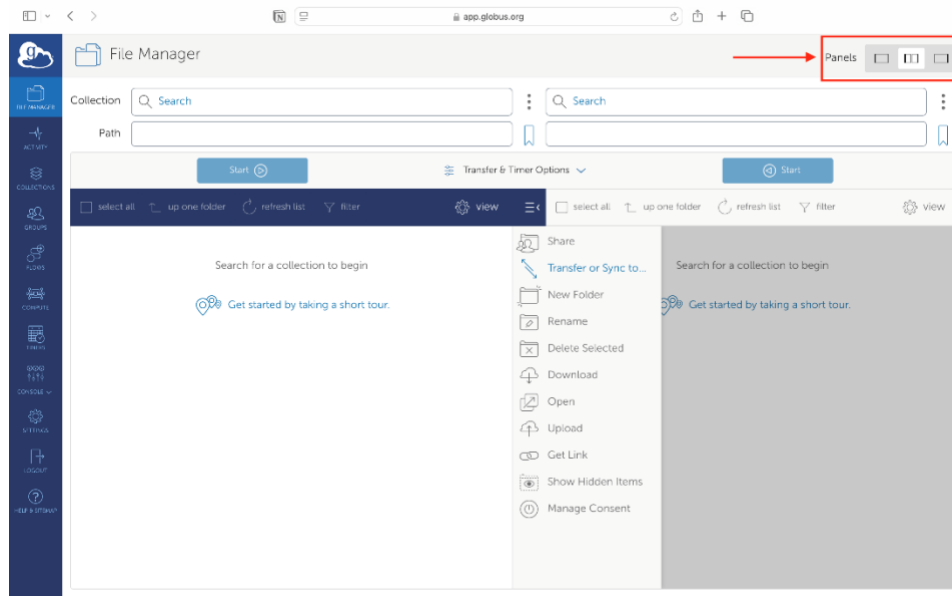 app.globus.org
File Manager
Panels
FILE MANAGER
Collection
Search
Search
Path
ACTIVITY
COLLECTIONS
GROUPS
FLOWS
COMPUTE
TIMERS
CONSOLE
SETTINGS
LOGOUT
HELP & SITEMAP
Start
Transfer & Timer Options
Start
select all
up one folder
refresh list
filter
view
select all
up one folder
refresh list
filter
view
Search for a collection to begin
Get started by taking a short tour.
Share
Transfer or Sync to...
New Folder
Rename
Delete Selected
Download
Open
Upload
Get Link
Show Hidden Items
Manage Consent
Search for a collection to begin
Get started by taking a short tour.